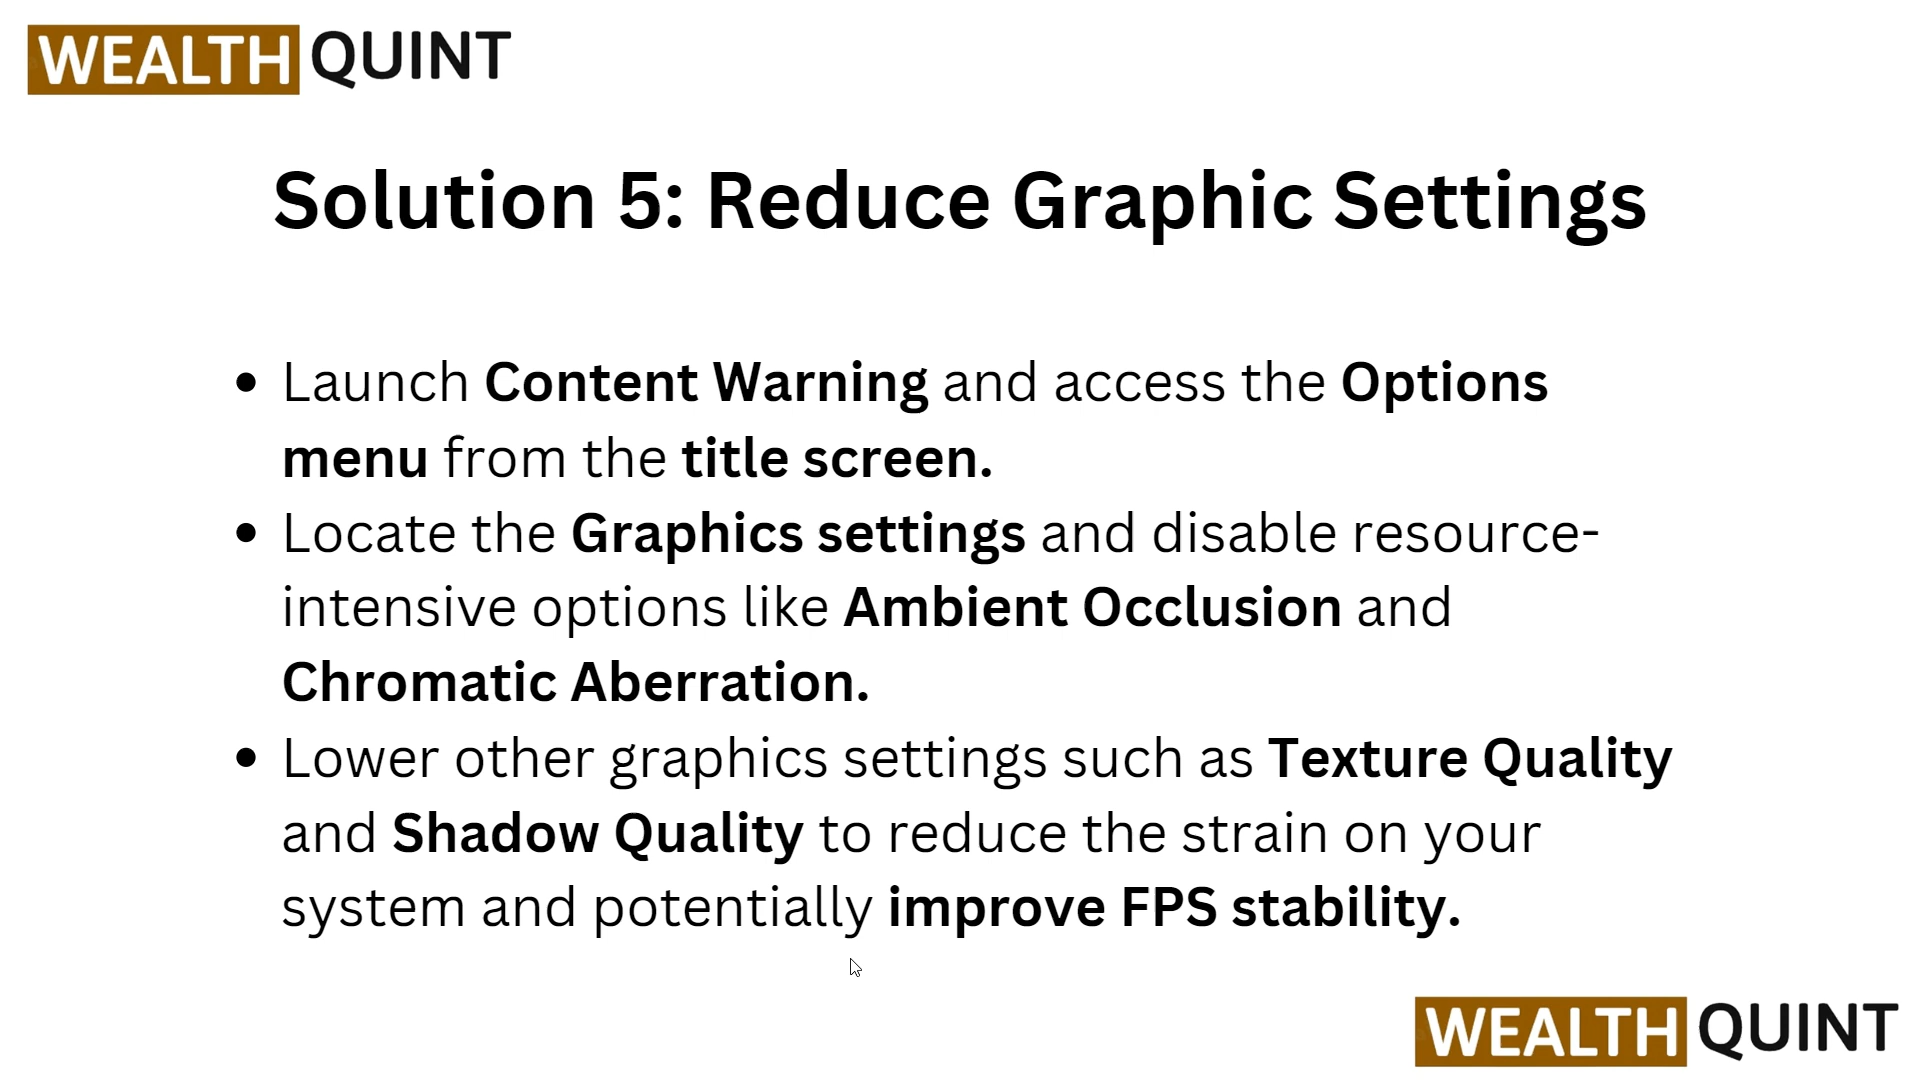 WEALTH QUINT
Solution 5: Reduce Graphic Settings
• Launch Content Warning and access the Options
menu from the title screen.
• Locate the Graphics settings and disable resource-
intensive options like Ambient Occlusion and
Chromatic Aberration.
• Lower other graphics settings such as Texture Quality
and Shadow Quality to reduce the strain on your
system and potentially improve FPS stability.
WEALTH QUINT